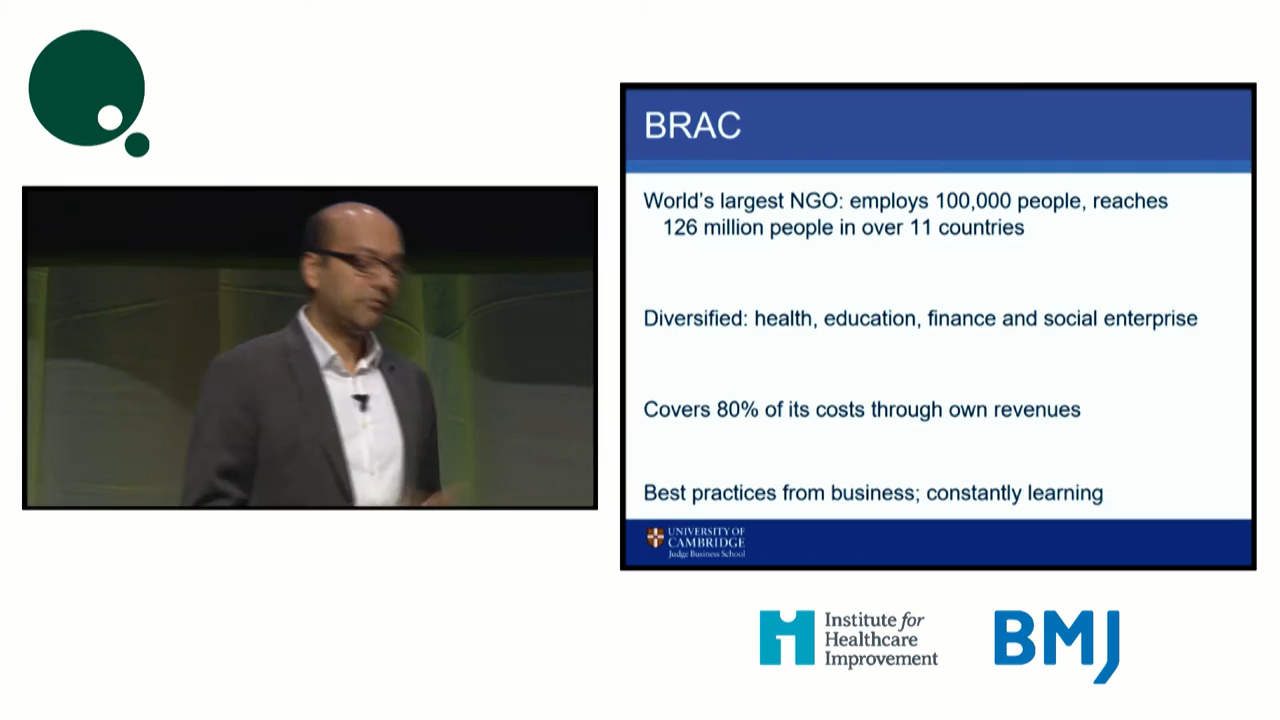 BRAC
World's largest NGO: employs 100,000 people, reaches
126 million people in over 11 countries
Diversified: health, education, finance and social enterprise
Covers 80% of its costs through own revenues
Best practices from business; constantly learning
UNIVERSITY OF
CAMBRIDGE
Judge Business School
Institute for
Healthcare
Improvement
BMJ